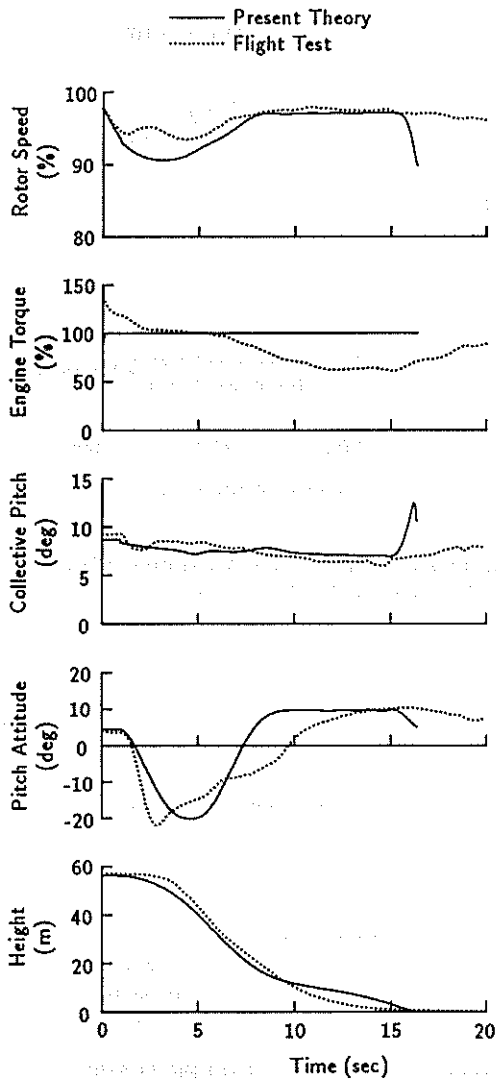 Present Theory
Flight Test
Rotor Speed
(%)
100
90
80
Engine Torque
(%)
150
100
50
0
Collective Pitch
(deg)
15
10
5
0
Pitch Attitude
(deg)
20
10
0
-10
-20
Height
(m)
60
40
20
0
0
5
10
15
20
Time (sec)